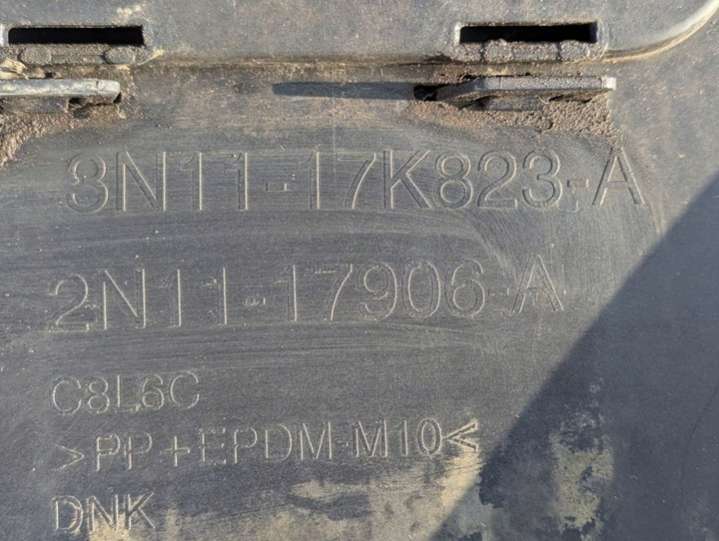 3N11-17K823-A
2N11-17906-A
C8L6C
>PP+EPDM-M10<
DNK